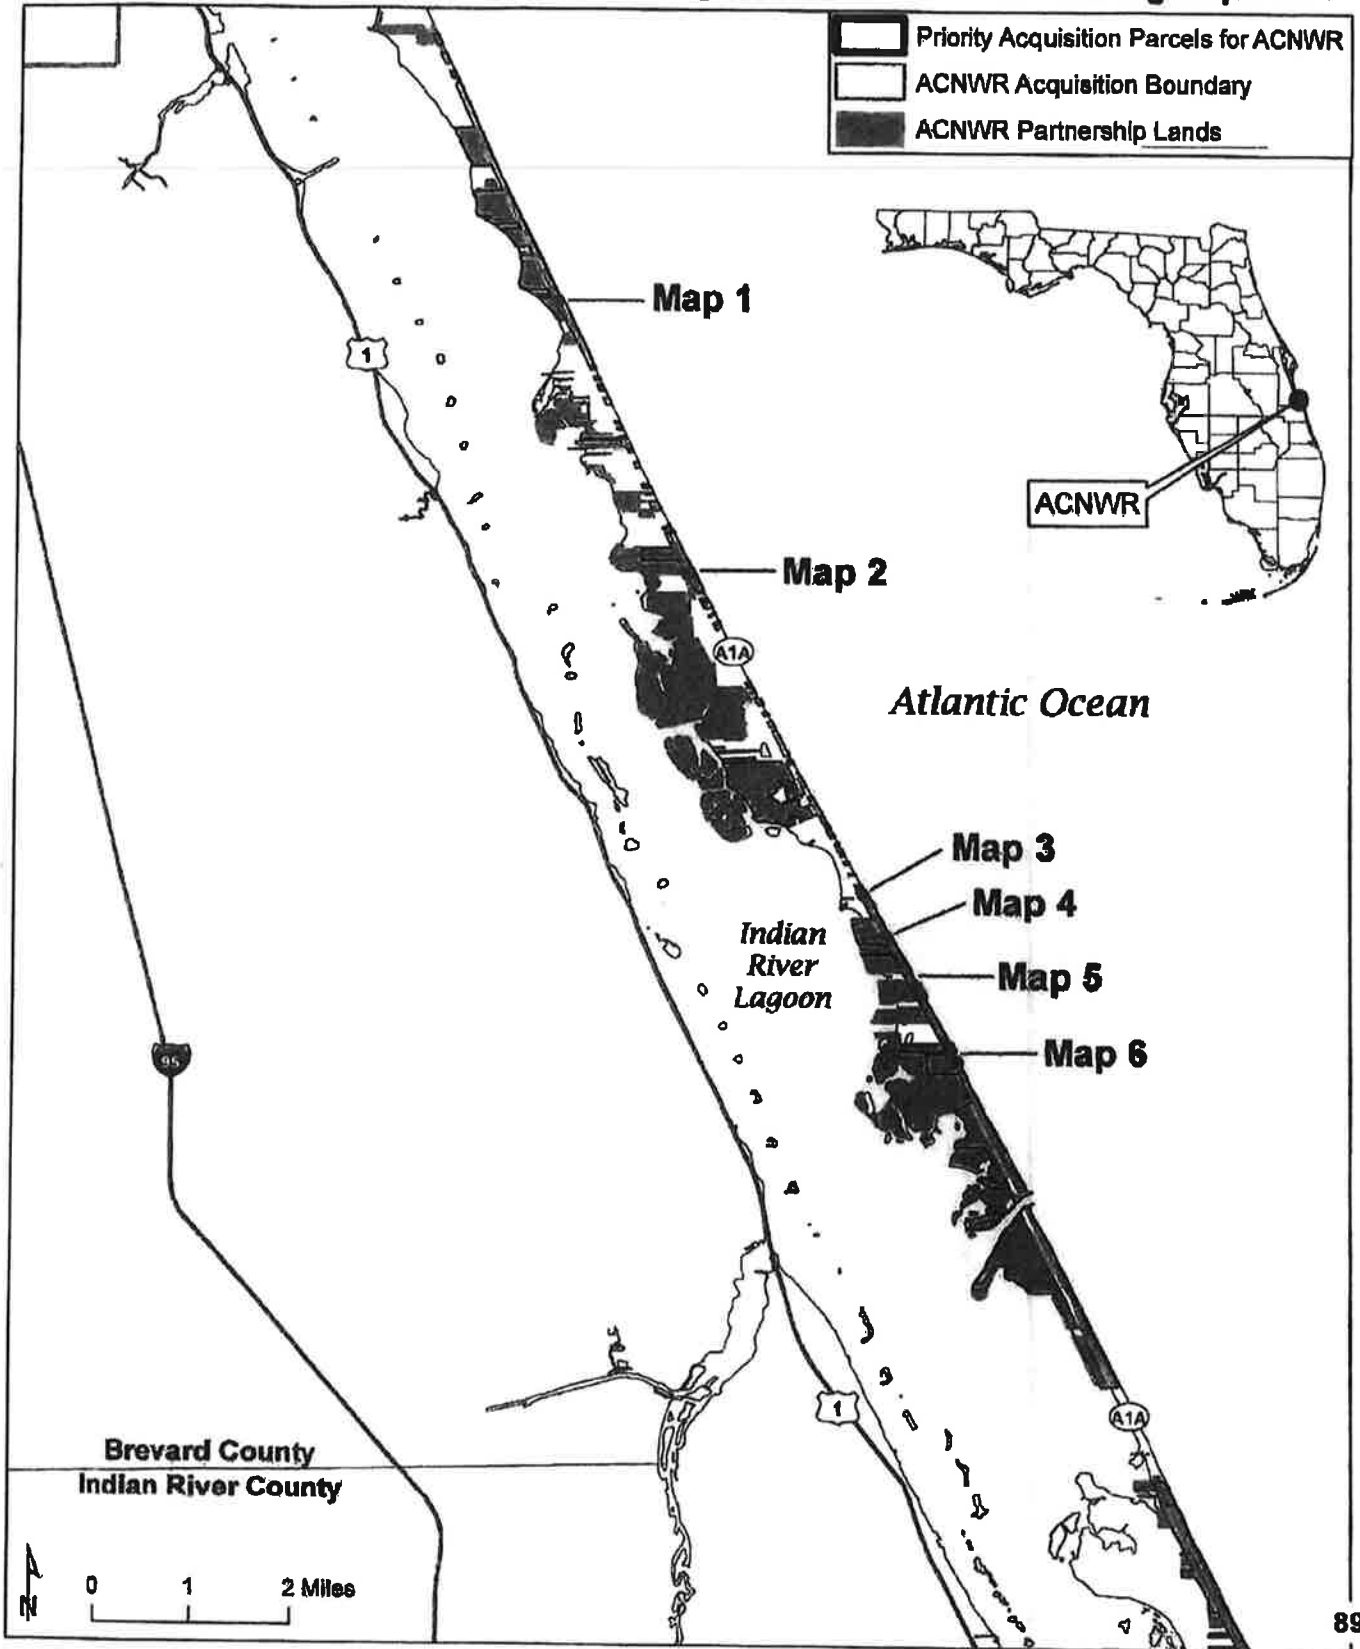 Priority Acquisition Parcels for ACNWR
ACNWR Acquisition Boundary
ACNWR Partnership Lands
Map 1
1
ACNWR
Map 2
A1A
Atlantic Ocean
Map 3
Map 4
Indian
River
Lagoon
Map 5
Map 6
95
1
A1A
Brevard County
Indian River County
N
0 1 2 Miles
89